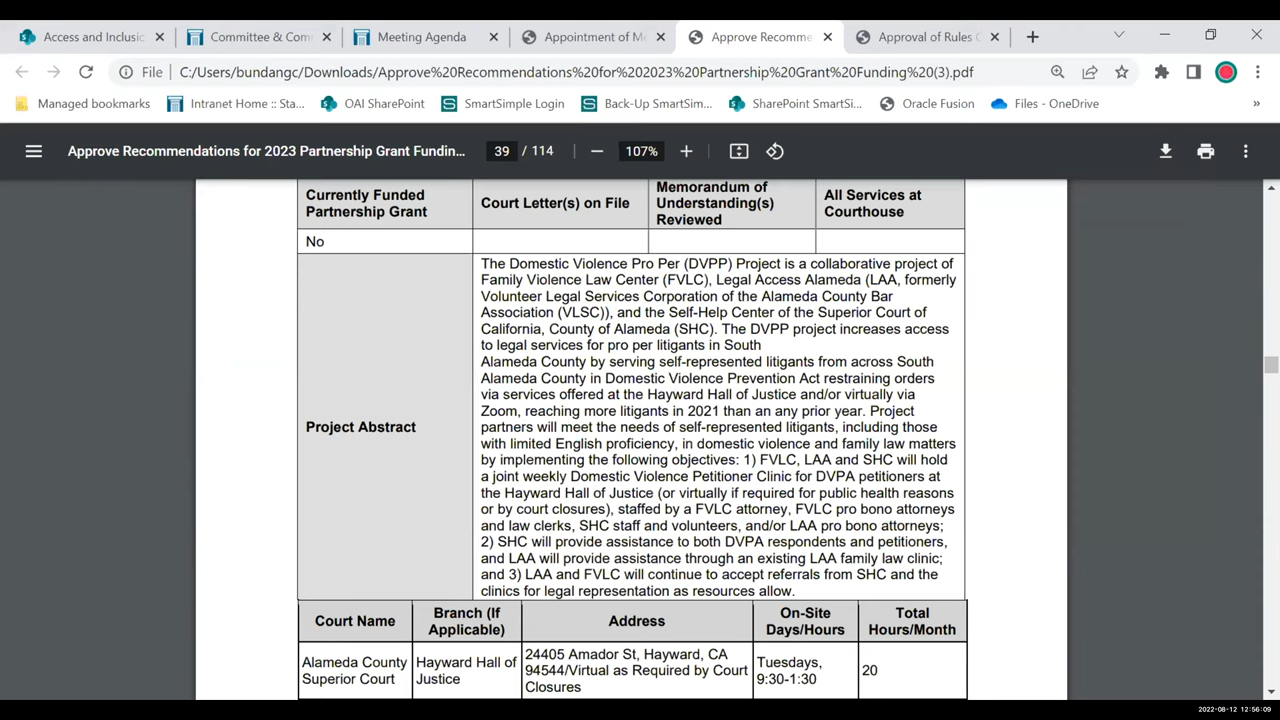 Access and Inclusic
Committee & Com
Meeting Agenda
Appointment of Me
Approve Recomme
Approval of Rules C
File C:/Users/bundangc/Downloads/Approve%20Recommendations%20for%202023%20Partnership%20Grant%20Funding%20(3).pdf
Managed bookmarks
Intranet Home :: Sta...
OAI SharePoint
SmartSimple Login
Back-Up SmartSim...
SharePoint SmartSi...
Oracle Fusion
Files - OneDrive
»
Approve Recommendations for 2023 Partnership Grant Fundin... 39 / 114 107%
Currently Funded
Partnership Grant
Court Letter(s) on File
Memorandum of
Understanding(s)
Reviewed
All Services at
Courthouse
No
Project Abstract
The Domestic Violence Pro Per (DVPP) Project is a collaborative project of
Family Violence Law Center (FVLC), Legal Access Alameda (LAA, formerly
Volunteer Legal Services Corporation of the Alameda County Bar
Association (VLSC)), and the Self-Help Center of the Superior Court of
California, County of Alameda (SHC). The DVPP project increases access
to legal services for pro per litigants in South
Alameda County by serving self-represented litigants from across South
Alameda County in Domestic Violence Prevention Act restraining orders
via services offered at the Hayward Hall of Justice and/or virtually via
Zoom, reaching more litigants in 2021 than an any prior year. Project
partners will meet the needs of self-represented litigants, including those
with limited English proficiency, in domestic violence and family law matters
by implementing the following objectives: 1) FVLC, LAA and SHC will hold
a joint weekly Domestic Violence Petitioner Clinic for DVPA petitioners at
the Hayward Hall of Justice (or virtually if required for public health reasons
or by court closures), staffed by a FVLC attorney, FVLC pro bono attorneys
and law clerks, SHC staff and volunteers, and/or LAA pro bono attorneys;
2) SHC will provide assistance to both DVPA respondents and petitioners,
and LAA will provide assistance through an existing LAA family law clinic;
and 3) LAA and FVLC will continue to accept referrals from SHC and the
clinics for legal representation as resources allow.
Court Name
Branch (If
Applicable)
Address
On-Site
Days/Hours
Total
Hours/Month
Alameda County
Superior Court
Hayward Hall of
Justice
24405 Amador St, Hayward, CA
94544/Virtual as Required by Court
Closures
Tuesdays,
9:30-1:30
20
2022-08-12 12:56:09